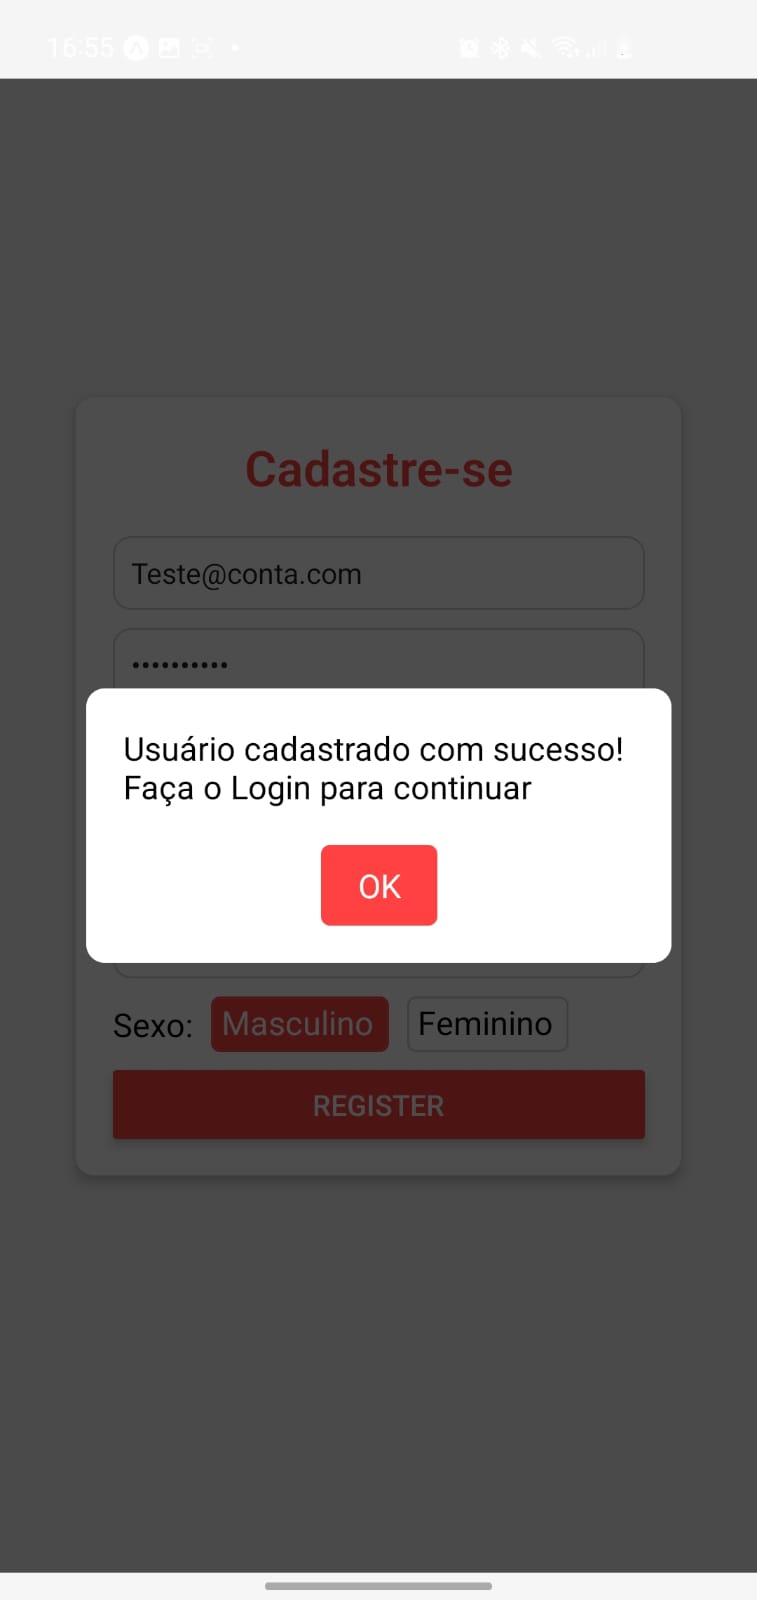 16:55
Cadastre-se
Teste@conta.com
••••••••••
Usuário cadastrado com sucesso!
Faça o Login para continuar
OK
Sexo: Masculino Feminino
REGISTER